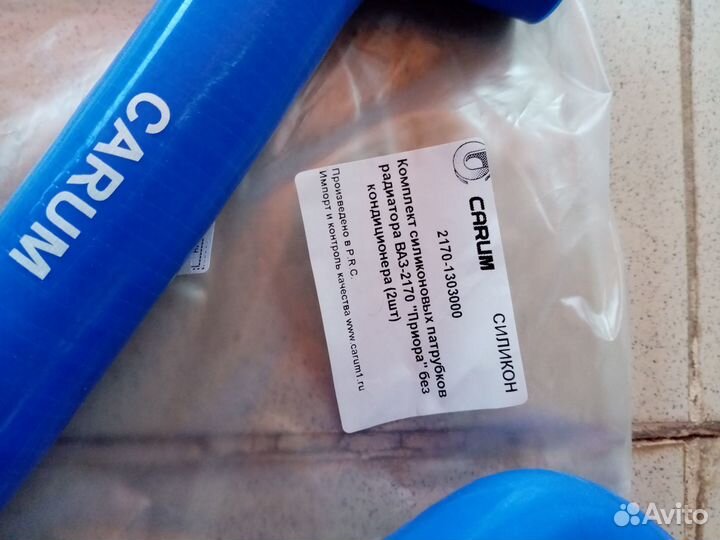 CARUM
CARUM
СИЛИКОН
2170-1303000
Комплект силиконовых патрубков
радиатора ВАЗ-2170 "Приора" без
кондиционера (2шт)
Произведено в P.R.C.
Импорт и контроль качества www.carum1.ru
Avito